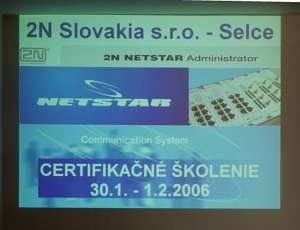 2N Slovakia s.r.o. - Selce
2N
2N NETSTAR Administrator
NETSTAR
Communication System
CERTIFIKAČNÉ ŠKOLENIE
30.1. - 1.2.2006